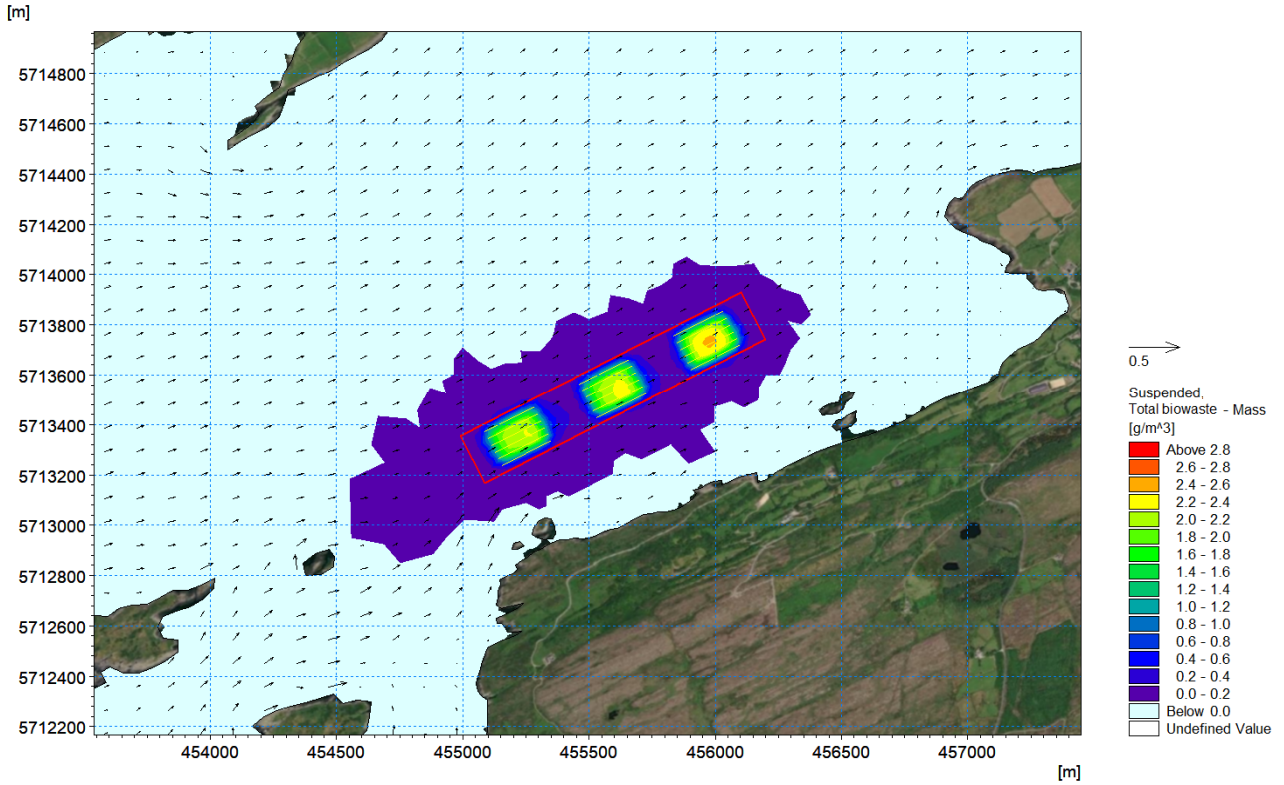 [m]
5714800
5714600
5714400
5714200
5714000
5713800
5713600
5713400
5713200
5713000
5712800
5712600
5712400
5712200
454000 454500 455000 455500 456000 456500 457000
[m]
0.5
Suspended,
Total biowaste - Mass
[g/m^3]
Above 2.8
2.6 - 2.8
2.4 - 2.6
2.2 - 2.4
2.0 - 2.2
1.8 - 2.0
1.6 - 1.8
1.4 - 1.6
1.2 - 1.4
1.0 - 1.2
0.8 - 1.0
0.6 - 0.8
0.4 - 0.6
0.2 - 0.4
0.0 - 0.2
Below 0.0
Undefined Value